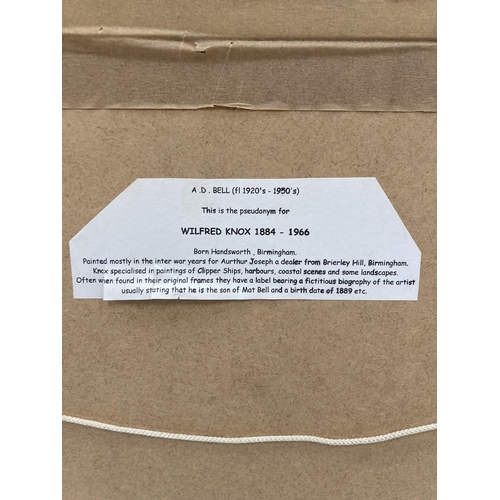 A .D . BELL (fl 1920's - 1950's)
This is the pseudonym for
WILFRED KNOX 1884 - 1966
Born Handsworth , Birmingham.
Painted mostly in the inter war years for Aurthur Joseph a dealer from Brierley Hill, Birmingham.
Knox specialised in paintings of Clipper Ships, harbours, coastal scenes and some landscapes.
Often when found in their original frames they have a label bearing a fictitious biography of the artist
usually stating that he is the son of Mat Bell and a birth date of 1889 etc.